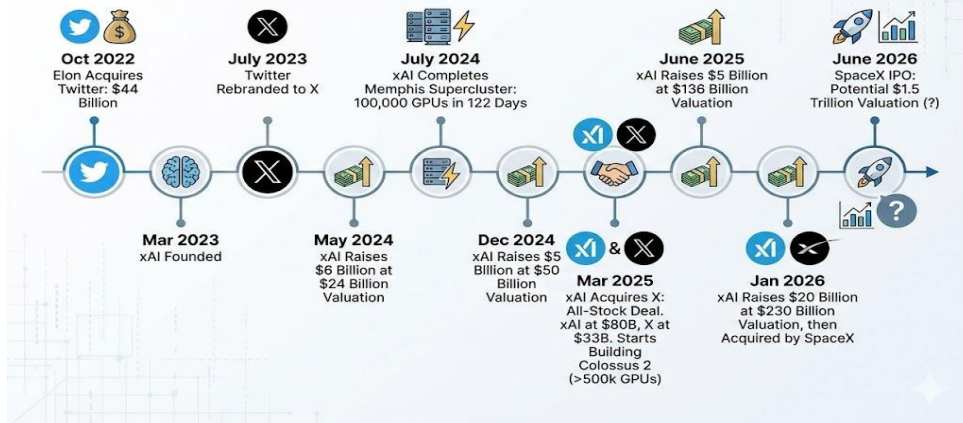 Oct 2022
Elon Acquires
Twitter: $44
Billion
July 2023
Twitter
Rebranded to X
July 2024
xAI Completes
Memphis Supercluster:
100,000 GPUs in 122 Days
June 2025
xAI Raises $5 Billion
at $136 Billion
Valuation
June 2026
SpaceX IPO:
Potential $1.5
Trillion Valuation (?)
Mar 2023
xAI Founded
May 2024
xAI Raises
$6 Billion at
$24 Billion
Valuation
Dec 2024
xAI Raises $5
Billion at $50
Billion
Valuation
xI & X
Mar 2025
xAI Acquires X:
All-Stock Deal.
xAI at $80B, X at
$33B. Starts
Building
Colossus 2
(>500k GPUs)
Jan 2026
xAI Raises $20 Billion
at $230 Billion
Valuation, then
Acquired by SpaceX
?